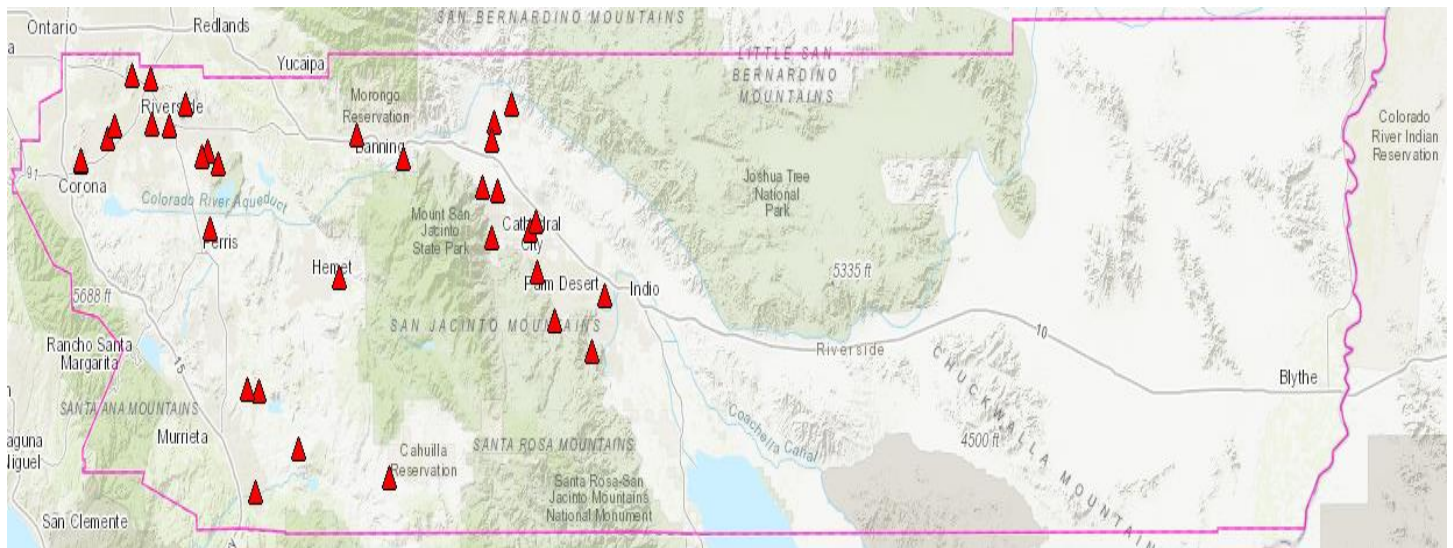 SAN BERNARDINO MOUNTAINS
Ontario
Redlands
a
Yucaipa
LITTLE SAN
BERNARDINO
MOUNTAINS
Riverside
Morongo
Reservation
Banning
Colorado
River Indian
Reservation
91
Corona
Colorado River Aqueduct
Joshua Tree
National
Park
Mount San
Jacinto
State Park
Cathedral
City
Perris
Hemet
5335 ft
Palm Desert
Indio
5688 ft
SAN JACINTO MOUNTAINS
10
Rancho Santa
Margarita
Riverside
15
CHUCKWALLA MOUNTAIN
Blythe
SANTA ANA MOUNTAINS
Coachella Canal
aguna
Niguel
Murrieta
SANTA ROSA MOUNTAINS
4500 ft
Cahuilla
Reservation
Santa Rosa-San
Jacinto Mountains
National Monument
San Clemente